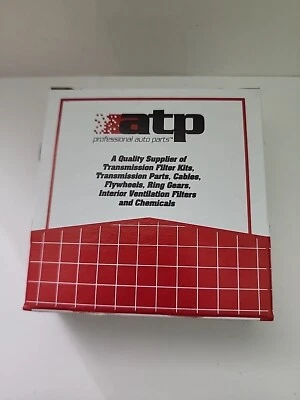 atp
professional auto parts™
A Quality Supplier of
Transmission Filter Kits,
Transmission Parts, Cables,
Flywheels, Ring Gears,
Interior Ventilation Filters
and Chemicals